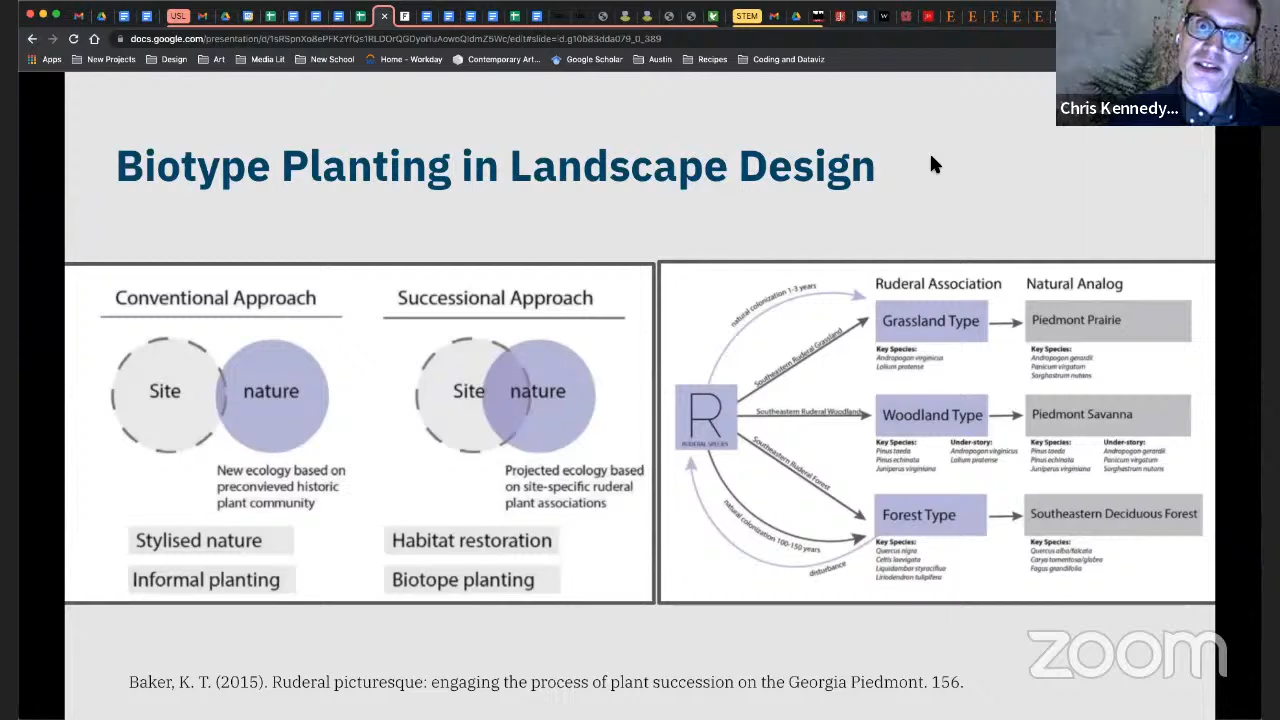 USL
STEM
docs.google.com/presentation/d/1sRSpnXo8ePFKzYfQs1RLDOrQGDyoi1uAowoQIdmZ5Wc/edit#slide=id.g10b83dda079_0_389
Apps New Projects Design Art Media Lit New School Home - Workday Contemporary Art... Google Scholar Austin Recipes Coding and Dataviz
Chris Kennedy...
Biotype Planting in Landscape Design
Conventional Approach
Site
nature
New ecology based on
preconvieved historic
plant community
Stylised nature
Informal planting
Successional Approach
Site
nature
Projected ecology based
on site-specific ruderal
plant associations
Habitat restoration
Biotope planting
Ruderal Association
Natural Analog
natural colonization 1-3 years
Southeastern Ruderal Grassland
Southeastern Ruderal Woodland
Southeastern Ruderal Forest
natural colonization 100-150 years
disturbance
R
RUDERAL SPECIES
Grassland Type
Key Species:
Andropogon virginicus
Lolium pratense
Piedmont Prairie
Key Species:
Andropogon gerardii
Panicum virgatum
Sorghastrum nutans
Woodland Type
Key Species:
Pinus taeda
Pinus echinata
Juniperus virginiana
Under-story:
Andropogon virginicus
Lolium pratense
Piedmont Savanna
Key Species:
Pinus taeda
Pinus echinata
Juniperus virginiana
Under-story:
Andropogon gerardii
Panicum virgatum
Sorghastrum nutans
Forest Type
Key Species:
Quercus nigra
Celtis laevigata
Liquidambar styraciflua
Liriodendron tulipifera
Southeastern Deciduous Forest
Key Species:
Quercus alba/falcata
Carya tomentosa/glabra
Fagus grandifolia
Baker, K. T. (2015). Ruderal picturesque: engaging the process of plant succession on the Georgia Piedmont. 156.
zoom